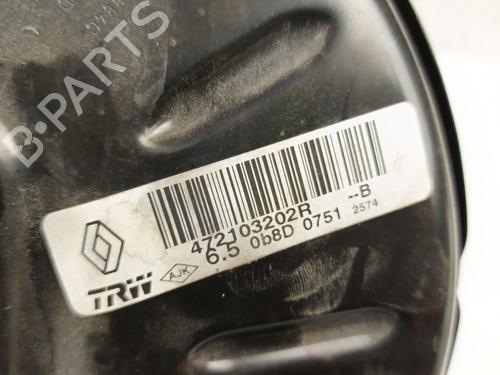 B-PARTS
472103202R --B
6.5 0b8D 0751 2574
AJK
TRW